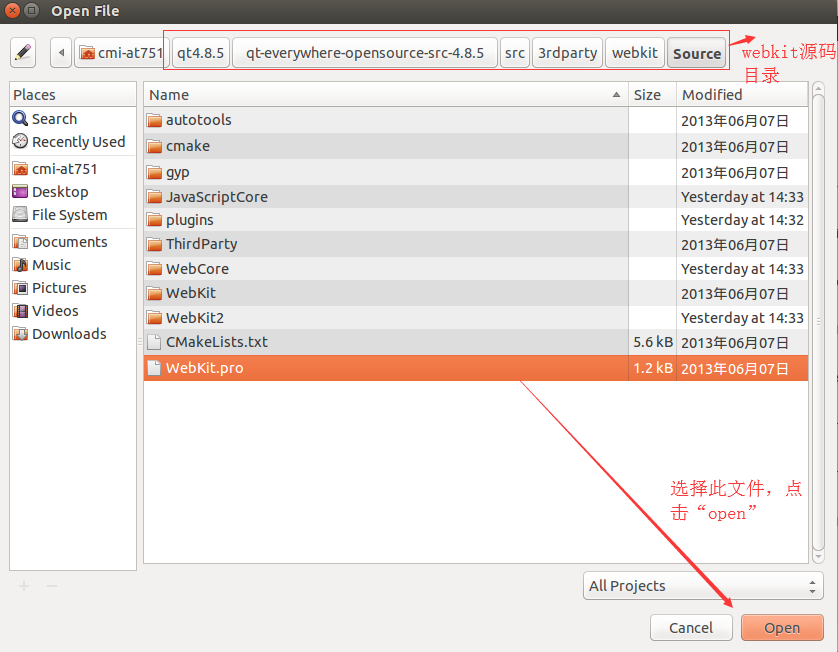 Open File
cmi-at751 qt4.8.5 qt-everywhere-opensource-src-4.8.5 src 3rdparty webkit Source
webkit源码
目录
Places
Search
Recently Used
cmi-at751
Desktop
File System
Documents
Music
Pictures
Videos
Downloads
Name Size Modified
autotools 2013年06月07日
cmake 2013年06月07日
gyp 2013年06月07日
JavaScriptCore Yesterday at 14:33
plugins Yesterday at 14:32
ThirdParty 2013年06月07日
WebCore Yesterday at 14:33
WebKit 2013年06月07日
WebKit2 Yesterday at 14:33
CMakeLists.txt 5.6 kB 2013年06月07日
WebKit.pro 1.2 kB 2013年06月07日
选择此文件，点
击“open”
All Projects
Cancel Open